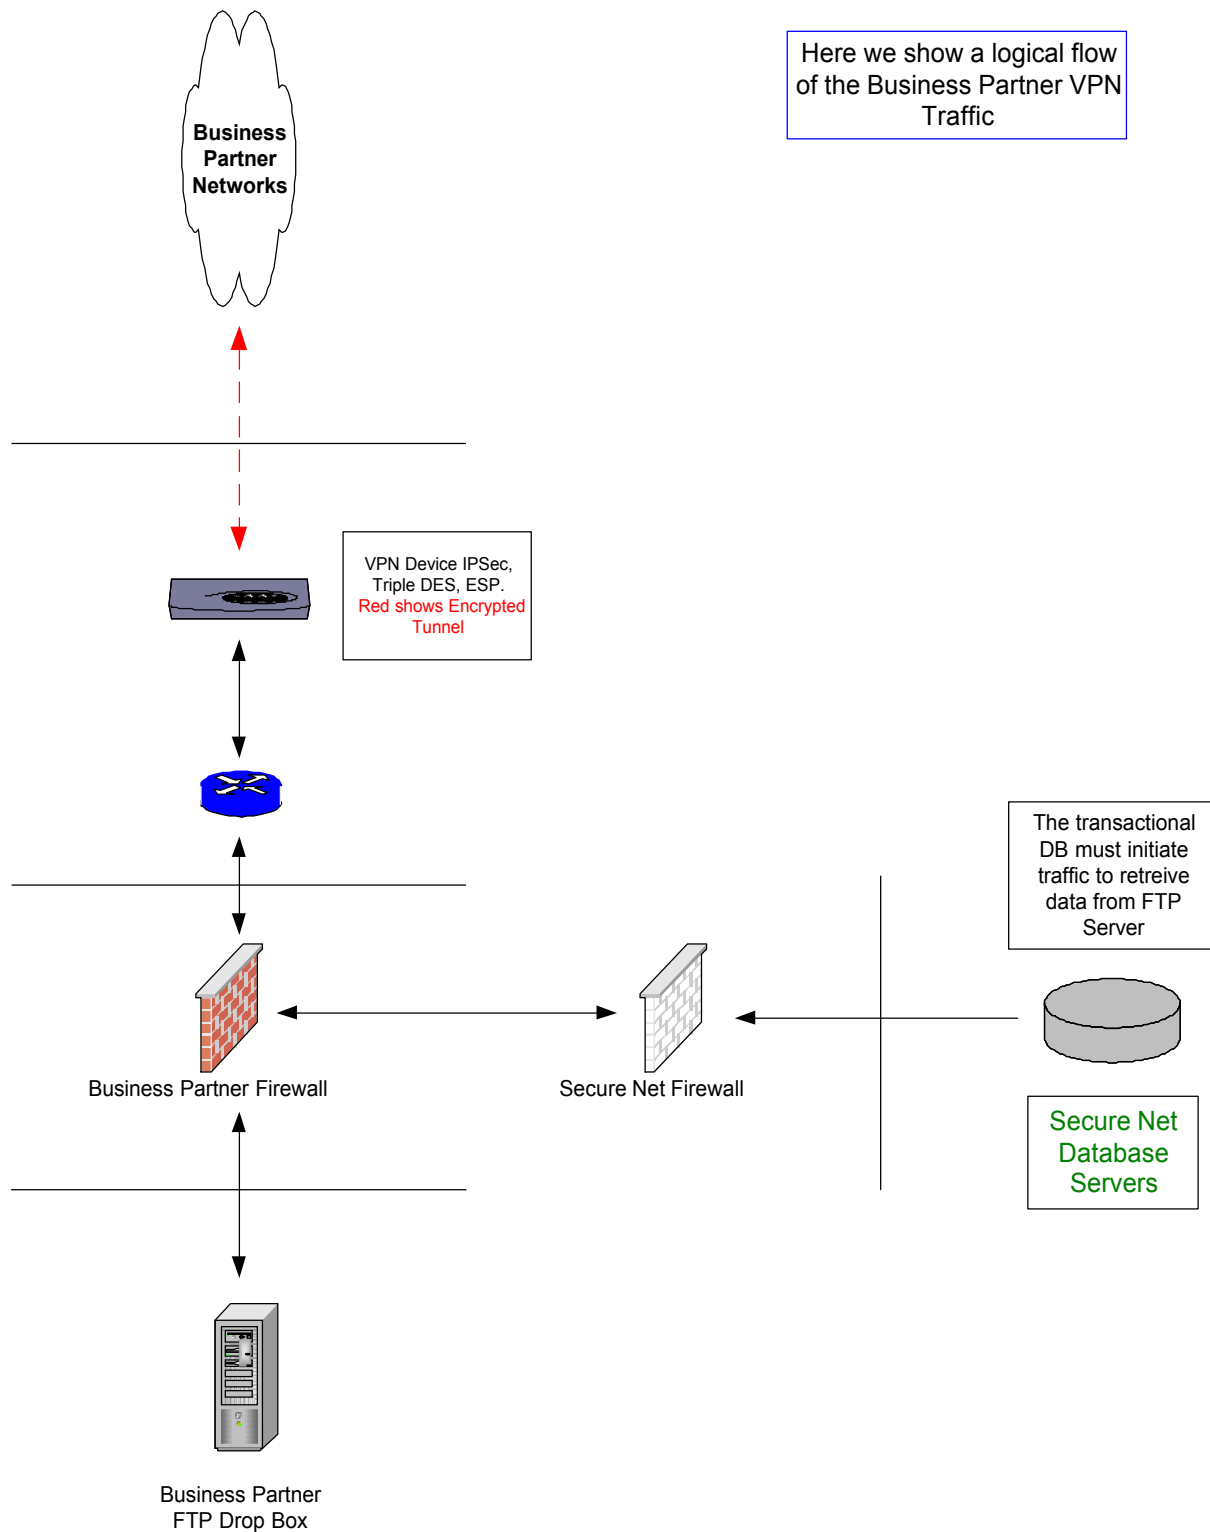 Here we show a logical flow
of the Business Partner VPN
Traffic
Business
Partner
Networks
VPN Device IPSec,
Triple DES, ESP.
Red shows Encrypted
Tunnel
The transactional
DB must initiate
traffic to retreive
data from FTP
Server
Business Partner Firewall
Secure Net Firewall
Secure Net
Database
Servers
Business Partner
FTP Drop Box